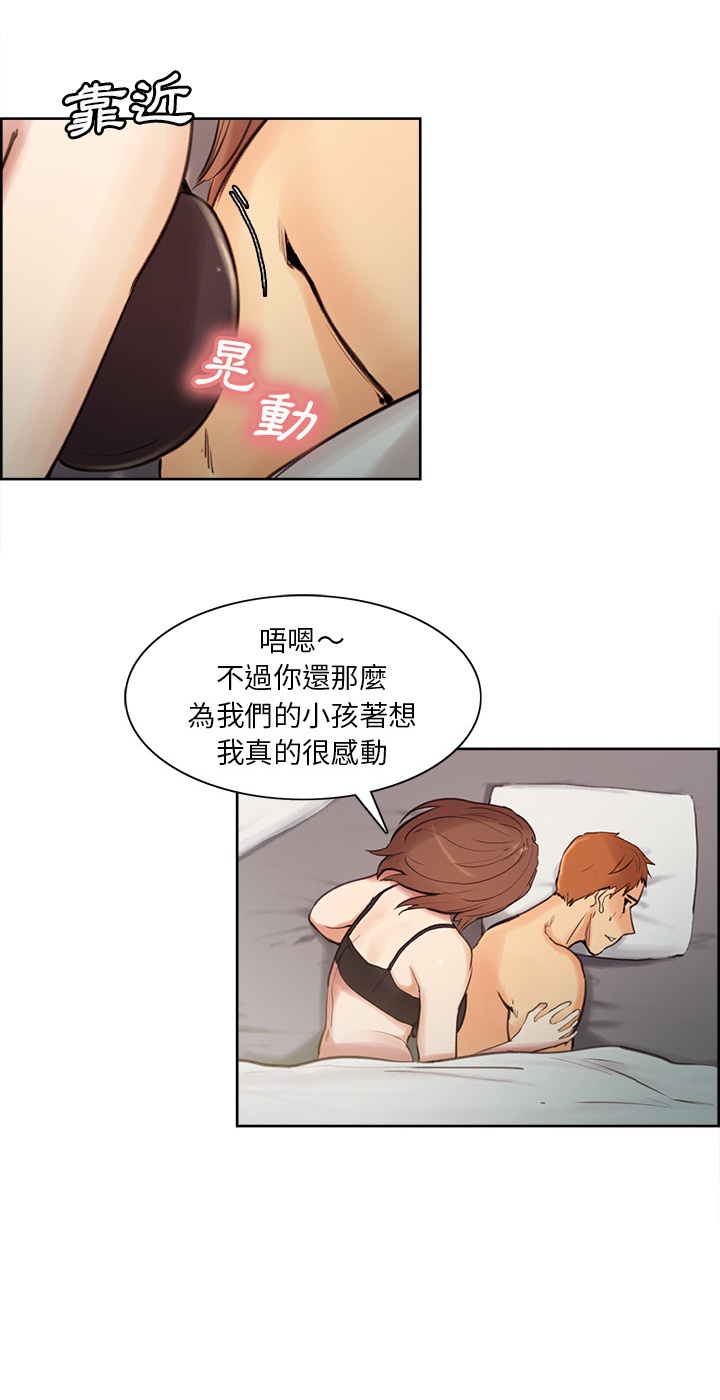 靠近
晃動
唔嗯～
不過你還那麼
為我們的小孩著想
我真的很感動